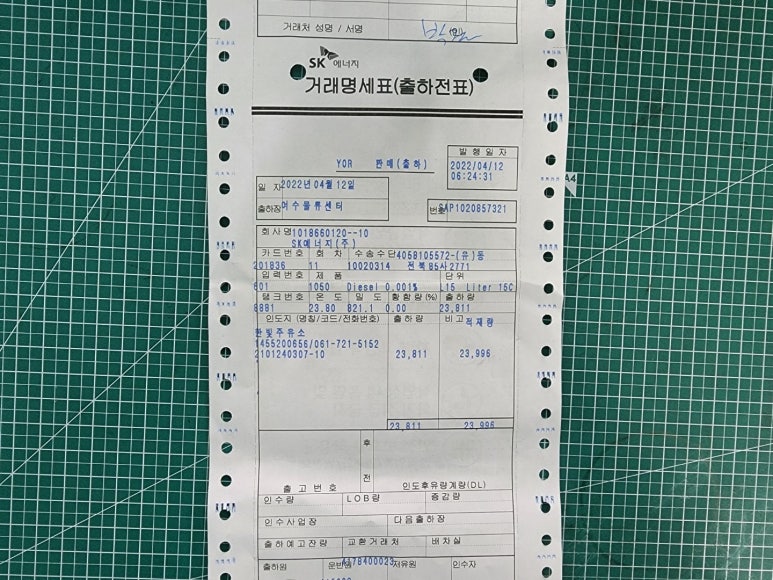 거래처 성명 / 서명 (인)
SK 에너지
거래명세표(출하전표)
YOR 판매(출하)
발행일자
2022/04/12
06:24:31
일 자 2022년 04월 12일
출하장 여수물류센터
번호 SAP1020857321
회사명 1018660120--10
SK에너지(주)
카드번호 회 차 수송수단 4058105572-(유)동
201836 11 10020314 전북85사2771
입력번호 제 품 단위
601 1050 Diesel 0.001% L15 Liter 15C
탱크번호 온 도 밀 도 황함량(%) 출하량
8881 23.80 821.1 0.00 23,811
인도지 (명칭/코드/전화번호) 출하량 비고 적재량
한빛주유소
1455200656/061-721-5152
2101240307-10 23,811 23,996
23,811 23,996
후
전
출 고 번 호 인도후유량계량(DL)
인수량 LOB량 증감량
인수사업장 다음출하장
출하예고잔량 교환거래처 배차실
출하원 운반원 저유원 인수자